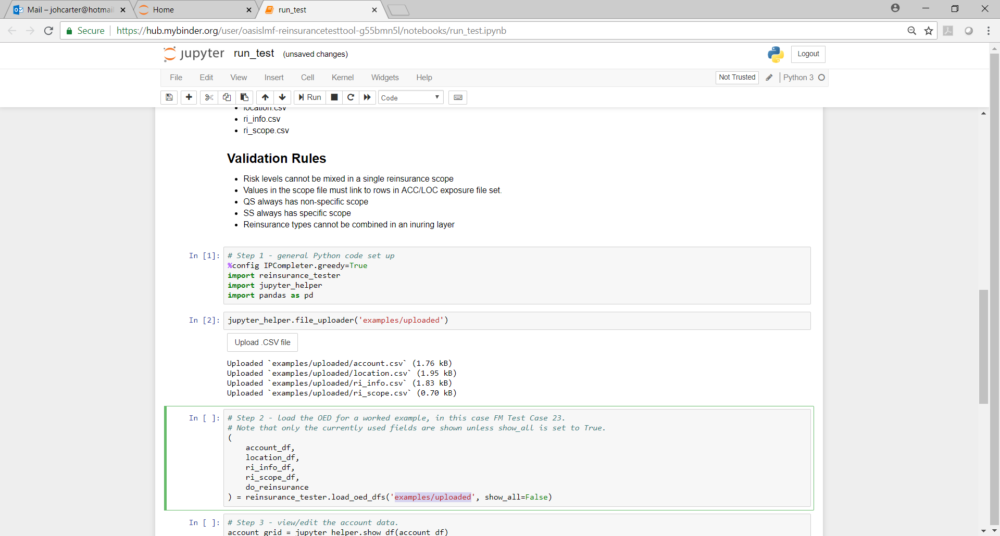 Mail – johcarter@hotmail
Home
run_test
Secure
https://hub.mybinder.org/user/oasislmf-reinsurancetesttool-g55bmn5l/notebooks/run_test.ipynb
jupyter run_test (unsaved changes)
Logout
File Edit View Insert Cell Kernel Widgets Help
Not Trusted
Python 3
Run
Code
location.csv
ri_info.csv
ri_scope.csv
Validation Rules
Risk levels cannot be mixed in a single reinsurance scope
Values in the scope file must link to rows in ACC/LOC exposure file set.
QS always has non-specific scope
SS always has specific scope
Reinsurance types cannot be combined in an inuring layer
In [1]: # Step 1 - general Python code set up
%config IPCompleter.greedy=True
import reinsurance_tester
import jupyter_helper
import pandas as pd
In [2]: jupyter_helper.file_uploader('examples/uploaded')
Upload .CSV file
Uploaded `examples/uploaded/account.csv` (1.76 kB)
Uploaded `examples/uploaded/location.csv` (1.95 kB)
Uploaded `examples/uploaded/ri_info.csv` (1.83 kB)
Uploaded `examples/uploaded/ri_scope.csv` (0.70 kB)
In [ ]: # Step 2 - load the OED for a worked example, in this case FM Test Case 23.
# Note that only the currently used fields are shown unless show_all is set to True.
(
account_df,
location_df,
ri_info_df,
ri_scope_df,
do_reinsurance
) = reinsurance_tester.load_oed_dfs('examples/uploaded', show_all=False)
In [ ]: # Step 3 - view/edit the account data.
account_grid = jupyter_helper.show_df(account_df)